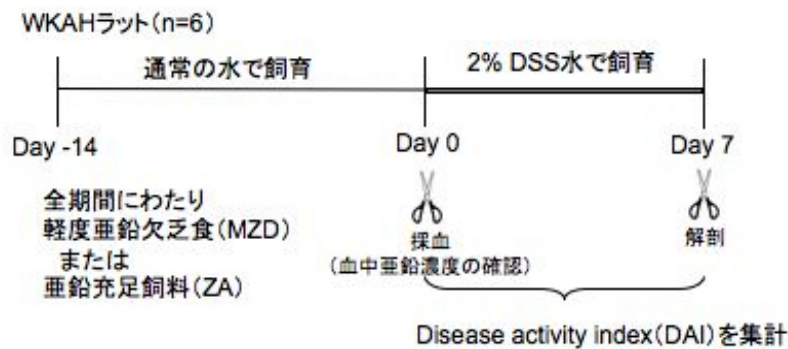 WKAHラット(n=6)
通常の水で飼育
2% DSS水で飼育
Day -14
Day 0
Day 7
全期間にわたり
軽度亜鉛欠乏食(MZD)
または
亜鉛充足飼料(ZA)
採血
(血中亜鉛濃度の確認)
解剖
Disease activity index(DAI)を集計